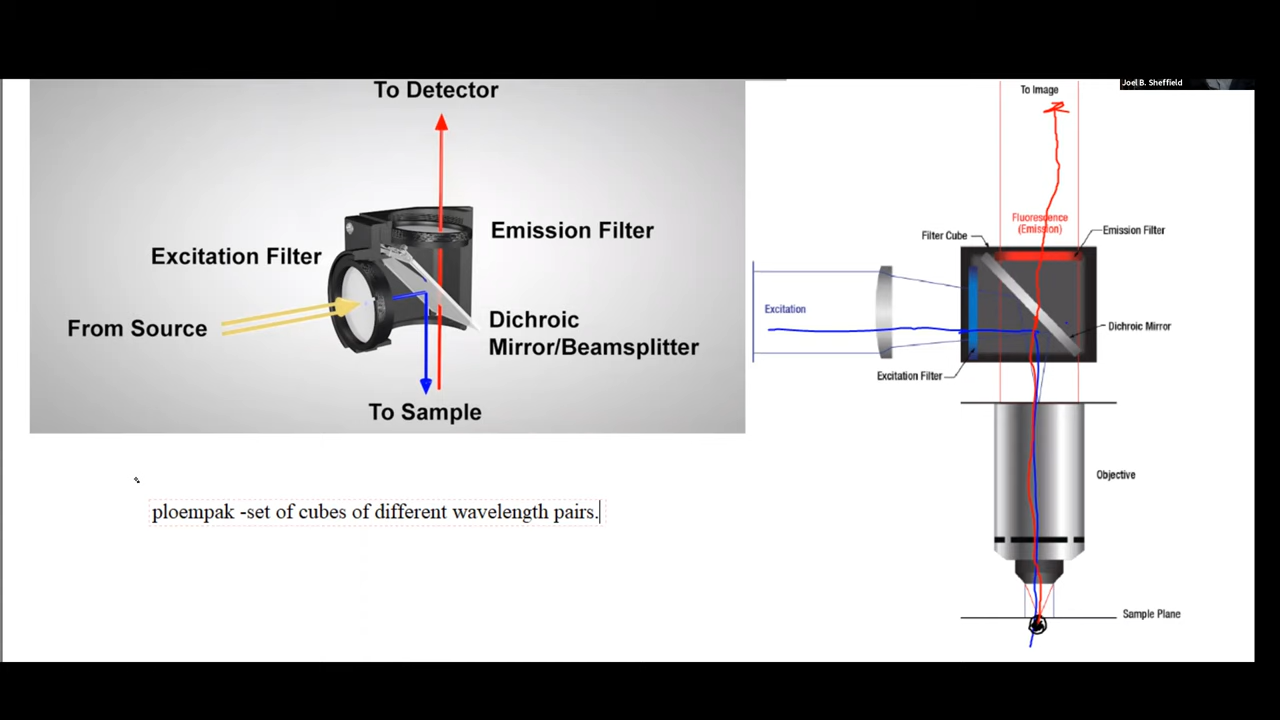 To Detector
Emission Filter
Excitation Filter
From Source
Dichroic
Mirror/Beamsplitter
To Sample
ploempak -set of cubes of different wavelength pairs.
Joel B. Sheffield
To Image
Fluorescence
(Emission)
Filter Cube
Emission Filter
Excitation
Dichroic Mirror
Excitation Filter
Objective
Sample Plane